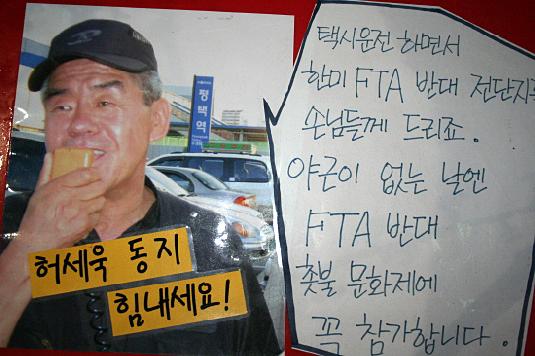 평택역
허세욱 동지
힘내세요!
택시운전 하면서
한미 FTA 반대 전단지를
손님들께 드리죠.
야근이 없는 날엔
FTA 반대
촛불 문화제에
꼭 참가합니다.